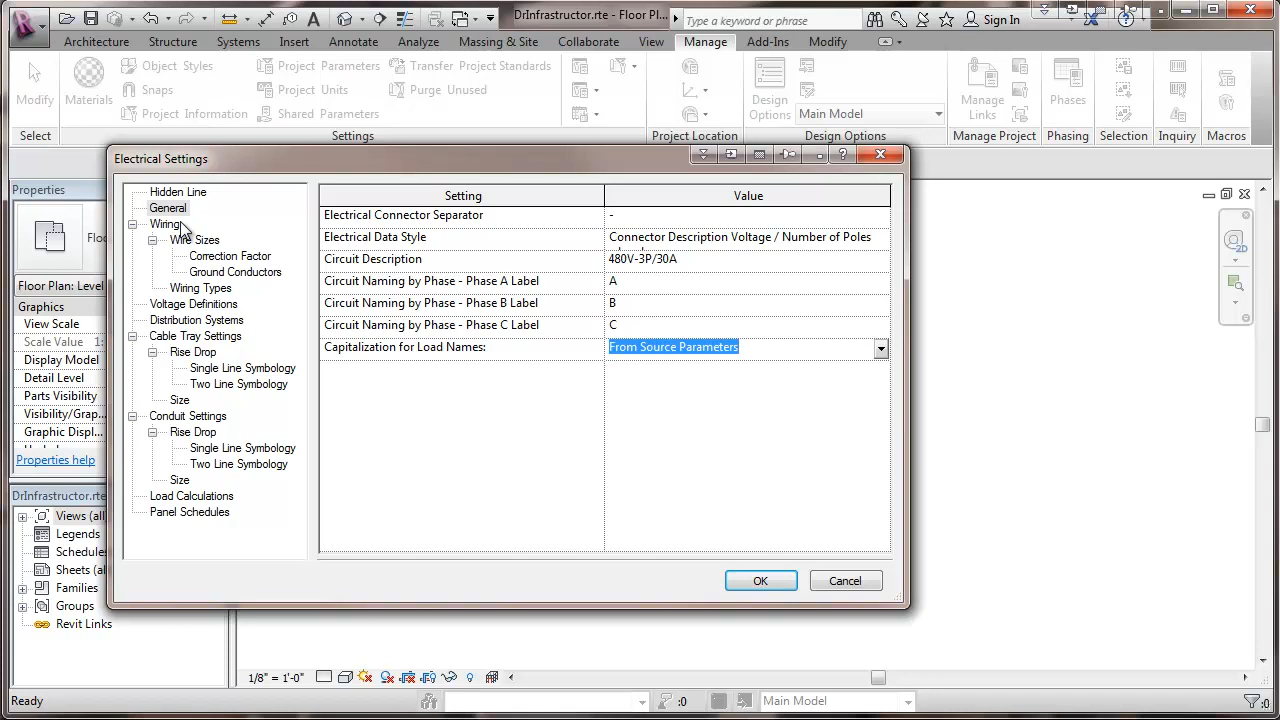 DrInfrastructor.rte - Floor Pl...
Type a keyword or phrase
Sign In
Architecture
Structure
Systems
Insert
Annotate
Analyze
Massing & Site
Collaborate
View
Manage
Add-Ins
Modify
Modify
Materials
Object Styles
Snaps
Project Information
Project Parameters
Project Units
Shared Parameters
Transfer Project Standards
Purge Unused
Design Options
Main Model
Manage Links
Phases
Select
Settings
Project Location
Design Options
Manage Project
Phasing
Selection
Inquiry
Macros
Electrical Settings
Properties
Floor Plan: Level
Graphics
View Scale
Scale Value 1:
Display Model
Detail Level
Parts Visibility
Visibility/Grap...
Graphic Displ...
Properties help
DrInfrastructor.rte
Views (all)
Legends
Schedules
Sheets (all
Families
Groups
Revit Links
Hidden Line
General
Wiring
Wire Sizes
Correction Factor
Ground Conductors
Wiring Types
Voltage Definitions
Distribution Systems
Cable Tray Settings
Rise Drop
Single Line Symbology
Two Line Symbology
Size
Conduit Settings
Rise Drop
Single Line Symbology
Two Line Symbology
Size
Load Calculations
Panel Schedules
Setting Value
Electrical Connector Separator -
Electrical Data Style Connector Description Voltage / Number of Poles
Circuit Description 480V-3P/30A
Circuit Naming by Phase - Phase A Label A
Circuit Naming by Phase - Phase B Label B
Circuit Naming by Phase - Phase C Label C
Capitalization for Load Names: From Source Parameters
OK
Cancel
1/8" = 1'-0"
Ready
:0
Main Model
:0